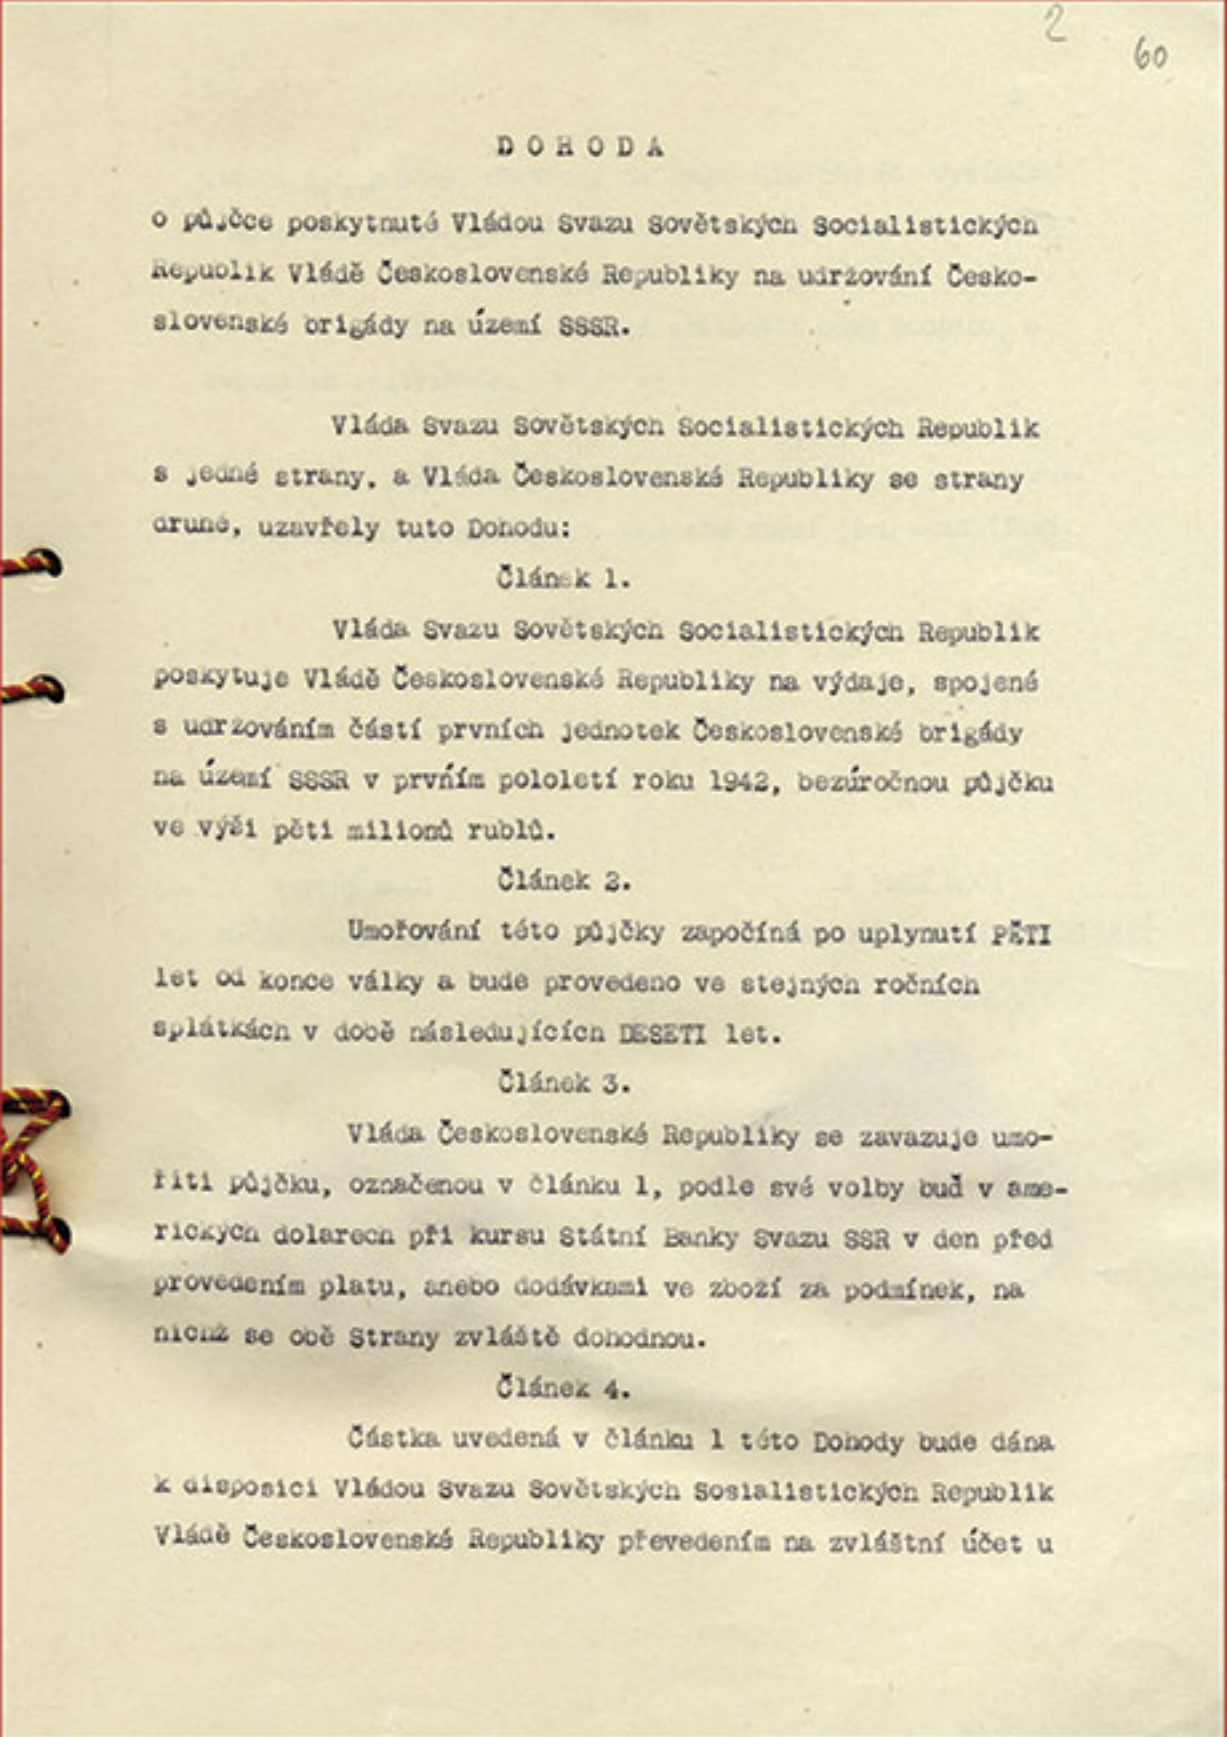 2
60
DOHODA
o půjčce poskytnuté Vládou Svazu Sovětských Socialistických
Republik Vládě Československé Republiky na udržování Česko-
slovenské brigády na území SSSR.
Vláda Svazu Sovětských Socialistických Republik
s jedné strany, a Vláda Československé Republiky se strany
druhé, uzavřely tuto Dohodu:
Článek 1.
Vláda Svazu Sovětských Socialistických Republik
poskytuje Vládě Československé Republiky na výdaje, spojené
s udržováním částí prvních jednotek Československé brigády
na území SSSR v prvním pololetí roku 1942, bezúročnou půjčku
ve výši pěti milionů rublů.
Článek 2.
Umořování této půjčky započíná po uplynutí PĚTI
let od konce války a bude provedeno ve stejných ročních
splátkách v době následujících DESETI let.
Článek 3.
Vláda Československé Republiky se zavazuje umo-
řiti půjčku, označenou v článku 1, podle své volby buď v ame-
rických dolarech při kursu Státní Banky Svazu SSR v den před
provedením platu, anebo dodávkami ve zboží za podmínek, na
nichž se obě Strany zvláště dohodnou.
Článek 4.
Částka uvedená v článku 1 této Dohody bude dána
k disposici Vládou Svazu Sovětských Sosialistických Republik
Vládě Československé Republiky převedením na zvláštní účet u